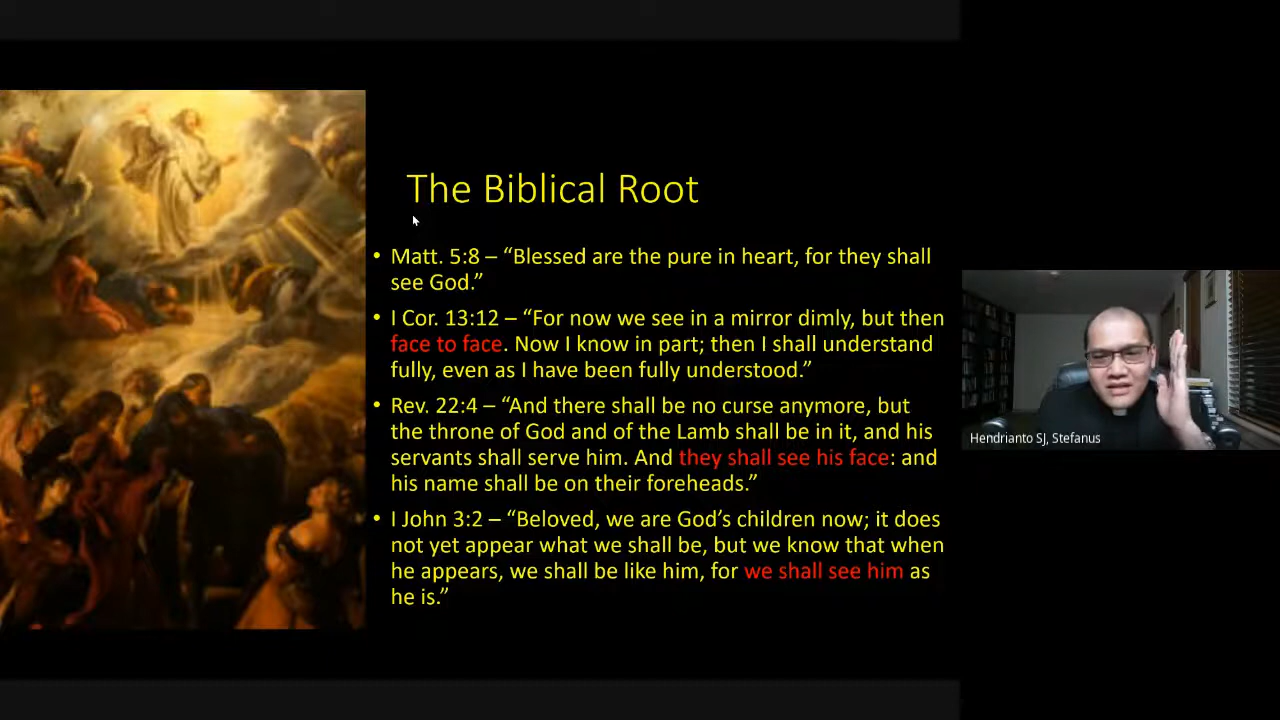 The Biblical Root
• Matt. 5:8 – “Blessed are the pure in heart, for they shall
see God.”
• I Cor. 13:12 – “For now we see in a mirror dimly, but then
face to face. Now I know in part; then I shall understand
fully, even as I have been fully understood.”
• Rev. 22:4 – “And there shall be no curse anymore, but
the throne of God and of the Lamb shall be in it, and his
servants shall serve him. And they shall see his face: and
his name shall be on their foreheads.”
• I John 3:2 – “Beloved, we are God’s children now; it does
not yet appear what we shall be, but we know that when
he appears, we shall be like him, for we shall see him as
he is.”
Hendrianto SJ, Stefanus